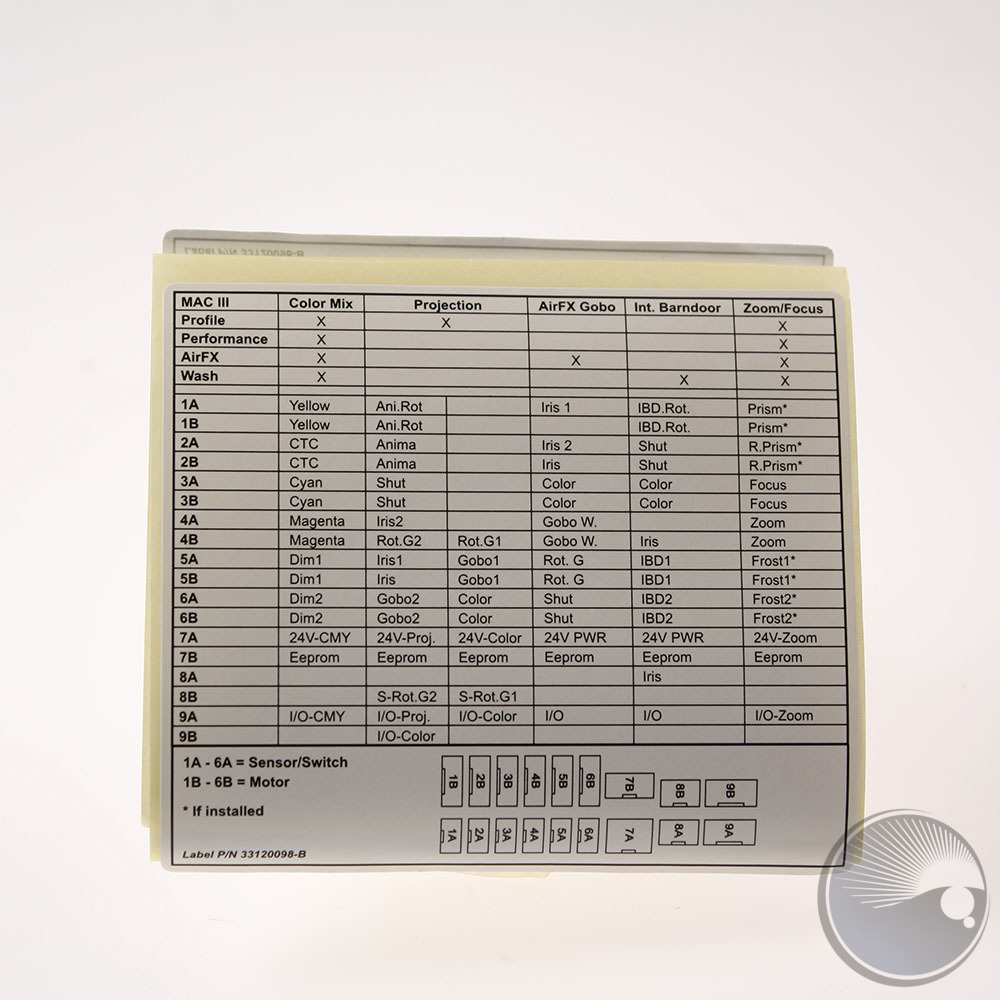 Label P/N 33120098-B
MAC III Color Mix Projection AirFX Gobo Int. Barndoor Zoom/Focus
Profile X X X
Performance X X
AirFX X X X
Wash X X X
1A Yellow Ani.Rot Iris 1 IBD.Rot. Prism*
1B Yellow Ani.Rot IBD.Rot. Prism*
2A CTC Anima Iris 2 Shut R.Prism*
2B CTC Anima Iris Shut R.Prism*
3A Cyan Shut Color Color Focus
3B Cyan Shut Color Color Focus
4A Magenta Iris2 Gobo W. Zoom
4B Magenta Rot.G2 Rot.G1 Gobo W. Iris Zoom
5A Dim1 Iris1 Gobo1 Rot. G IBD1 Frost1*
5B Dim1 Iris Gobo1 Rot. G IBD1 Frost1*
6A Dim2 Gobo2 Color Shut IBD2 Frost2*
6B Dim2 Gobo2 Color Shut IBD2 Frost2*
7A 24V-CMY 24V-Proj. 24V-Color 24V PWR 24V PWR 24V-Zoom
7B Eeprom Eeprom Eeprom Eeprom Eeprom Eeprom
8A Iris
8B S-Rot.G2 S-Rot.G1
9A I/O-CMY I/O-Proj. I/O-Color I/O I/O I/O-Zoom
9B I/O-Color
1A - 6A = Sensor/Switch
1B - 6B = Motor
* If installed
1B 2B 3B 4B 5B 6B 7B 8B 9B
1A 2A 3A 4A 5A 6A 7A 8A 9A
Label P/N 33120098-B